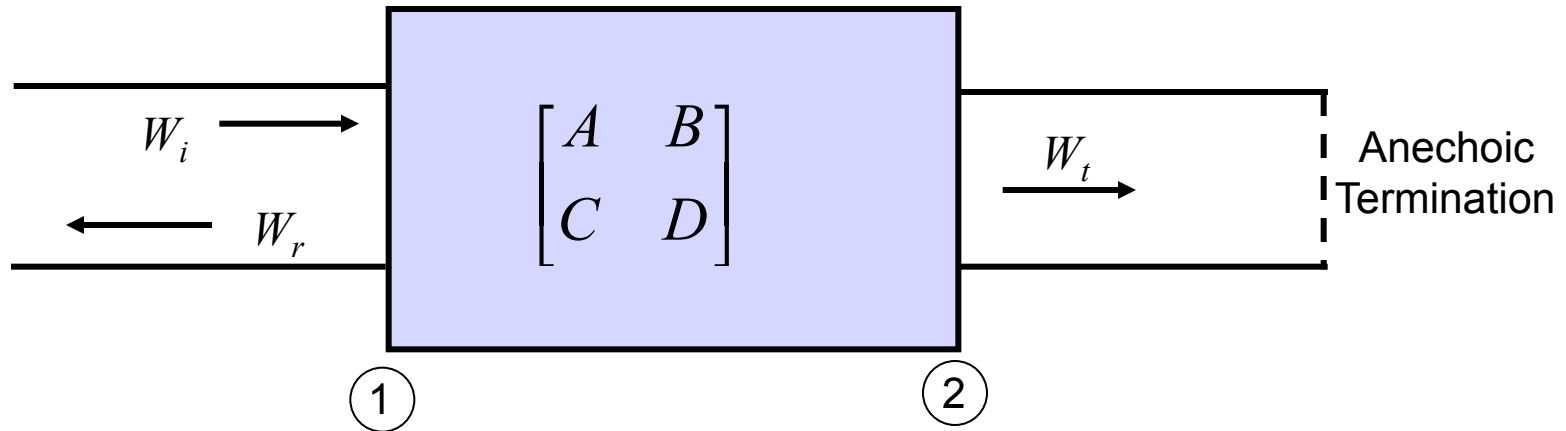 W_i
W_r
[A B
C D]
W_t
Anechoic
Termination
1
2